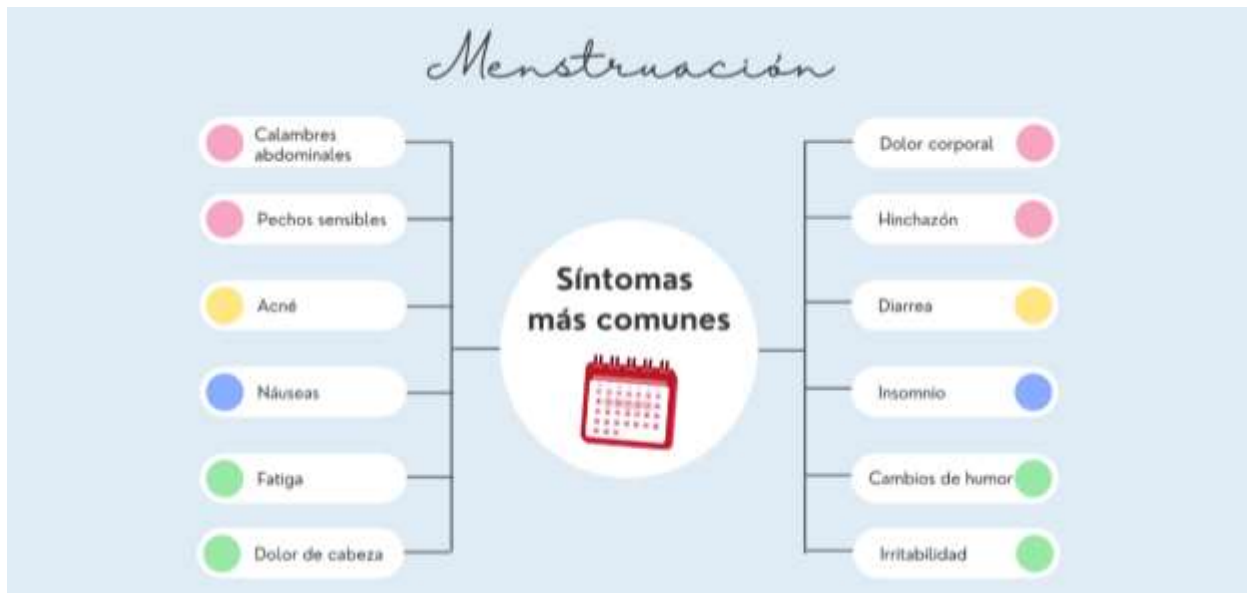 Menstruación
Calambres
abdominales
Pechos sensibles
Acné
Náuseas
Fatiga
Dolor de cabeza
Síntomas
más comunes
Dolor corporal
Hinchazón
Diarrea
Insomnio
Cambios de humor
Irritabilidad